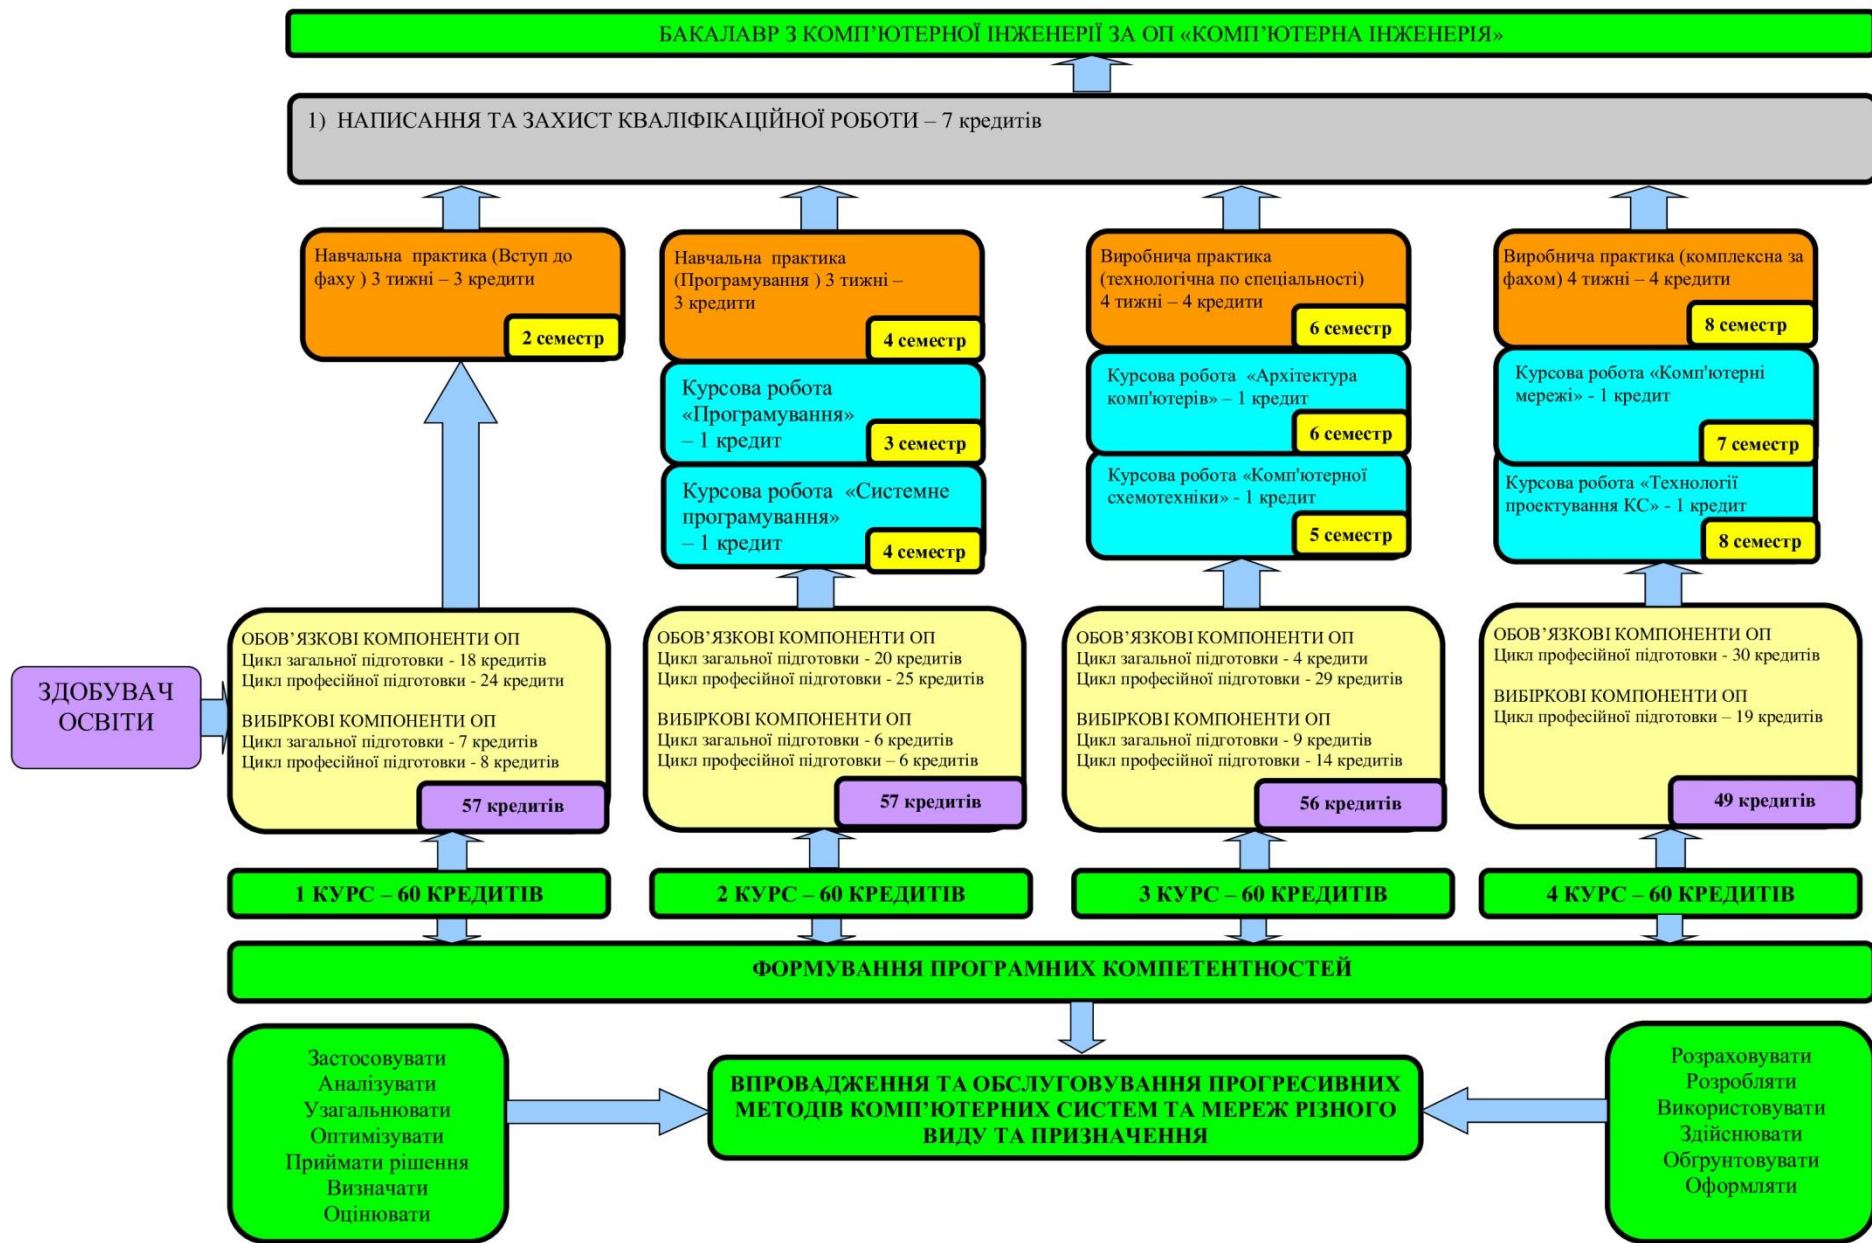 БАКАЛАВР З КОМП’ЮТЕРНОЇ ІНЖЕНЕРІЇ ЗА ОП «КОМП’ЮТЕРНА ІНЖЕНЕРІЯ»
1) НАПИСАННЯ ТА ЗАХИСТ КВАЛІФІКАЦІЙНОЇ РОБОТИ – 7 кредитів
Навчальна практика (Вступ до
фаху ) 3 тижні – 3 кредити
2 семестр
Навчальна практика
(Програмування ) 3 тижні –
3 кредити
4 семестр
Курсова робота
«Програмування»
– 1 кредит
3 семестр
Курсова робота «Системне
програмування»
– 1 кредит
4 семестр
Виробнича практика
(технологічна по спеціальності)
4 тижні – 4 кредити
6 семестр
Курсова робота «Архітектура
комп'ютерів» – 1 кредит
6 семестр
Курсова робота «Комп'ютерної
схемотехніки» - 1 кредит
5 семестр
Виробнича практика (комплексна за
фахом) 4 тижні – 4 кредити
8 семестр
Курсова робота «Комп'ютерні
мережі» - 1 кредит
7 семестр
Курсова робота «Технології
проектування КС» - 1 кредит
8 семестр
ЗДОБУВАЧ
ОСВІТИ
ОБОВ’ЯЗКОВІ КОМПОНЕНТИ ОП
Цикл загальної підготовки - 18 кредитів
Цикл професійної підготовки - 24 кредити
ВИБІРКОВІ КОМПОНЕНТИ ОП
Цикл загальної підготовки - 7 кредитів
Цикл професійної підготовки - 8 кредитів
57 кредитів
ОБОВ’ЯЗКОВІ КОМПОНЕНТИ ОП
Цикл загальної підготовки - 20 кредитів
Цикл професійної підготовки - 25 кредитів
ВИБІРКОВІ КОМПОНЕНТИ ОП
Цикл загальної підготовки - 6 кредитів
Цикл професійної підготовки – 6 кредитів
57 кредитів
ОБОВ’ЯЗКОВІ КОМПОНЕНТИ ОП
Цикл загальної підготовки - 4 кредити
Цикл професійної підготовки - 29 кредитів
ВИБІРКОВІ КОМПОНЕНТИ ОП
Цикл загальної підготовки - 9 кредитів
Цикл професійної підготовки - 14 кредитів
56 кредитів
ОБОВ’ЯЗКОВІ КОМПОНЕНТИ ОП
Цикл професійної підготовки - 30 кредитів
ВИБІРКОВІ КОМПОНЕНТИ ОП
Цикл професійної підготовки – 19 кредитів
49 кредитів
1 КУРС – 60 КРЕДИТІВ
2 КУРС – 60 КРЕДИТІВ
3 КУРС – 60 КРЕДИТІВ
4 КУРС – 60 КРЕДИТІВ
ФОРМУВАННЯ ПРОГРАМНИХ КОМПЕТЕНТНОСТЕЙ
Застосовувати
Аналізувати
Узагальнювати
Оптимізувати
Приймати рішення
Визначати
Оцінювати
ВПРОВАДЖЕННЯ ТА ОБСЛУГОВУВАННЯ ПРОГРЕСИВНИХ
МЕТОДІВ КОМП’ЮТЕРНИХ СИСТЕМ ТА МЕРЕЖ РІЗНОГО
ВИДУ ТА ПРИЗНАЧЕННЯ
Розраховувати
Розробляти
Використовувати
Здійснювати
Обґрунтовувати
Оформляти